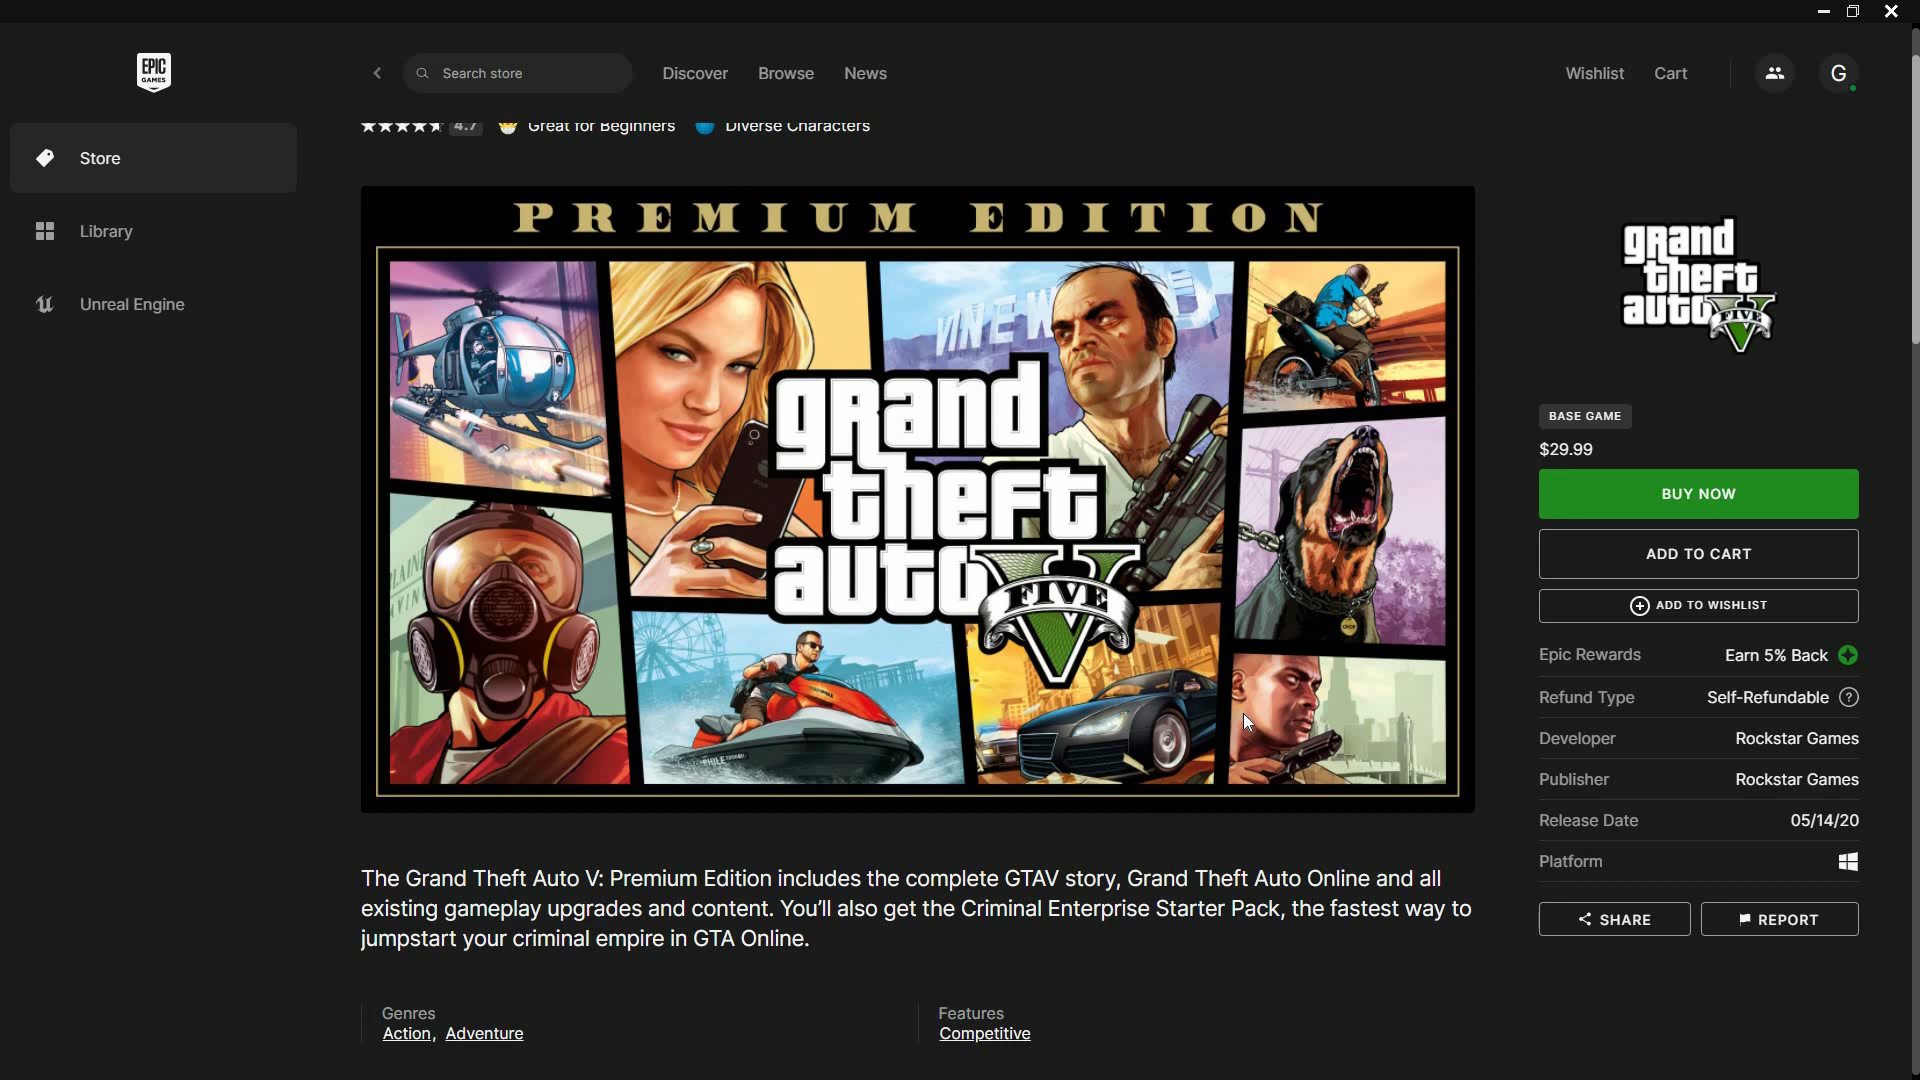 EPIC
GAMES
Search store
Discover
Browse
News
Wishlist
Cart
G
Store
Library
Unreal Engine
4.7
Great for Beginners
Diverse Characters
PREMIUM EDITION
grand
theft
auto
FIVE
grand
theft
auto
FIVE
BASE GAME
$29.99
BUY NOW
ADD TO CART
ADD TO WISHLIST
Epic Rewards
Earn 5% Back
Refund Type
Self-Refundable
Developer
Rockstar Games
Publisher
Rockstar Games
Release Date
05/14/20
Platform
SHARE
REPORT
The Grand Theft Auto V: Premium Edition includes the complete GTAV story, Grand Theft Auto Online and all
existing gameplay upgrades and content. You'll also get the Criminal Enterprise Starter Pack, the fastest way to
jumpstart your criminal empire in GTA Online.
Genres
Action, Adventure
Features
Competitive